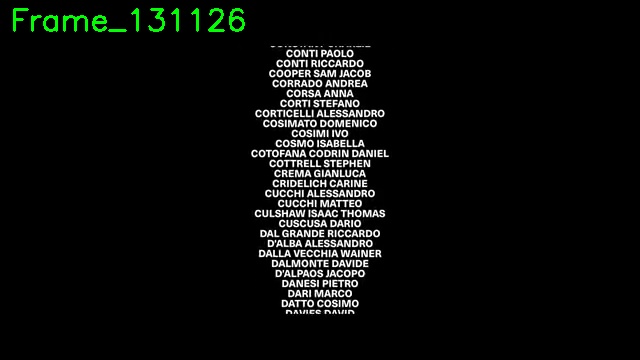 Frame_131126
CONTI PAOLO
CONTI RICCARDO
COOPER SAM JACOB
CORRADO ANDREA
CORSA ANNA
CORTI STEFANO
CORTICELLI ALESSANDRO
COSIMATO DOMENICO
COSIMI IVO
COSMO ISABELLA
COTOFANA CODRIN DANIEL
COTTRELL STEPHEN
CREMA GIANLUCA
CRIDELICH CARINE
CUCCHI ALESSANDRO
CUCCHI MATTEO
CULSHAW ISAAC THOMAS
CUSCUSA DARIO
DAL GRANDE RICCARDO
D'ALBA ALESSANDRO
DALLA VECCHIA WAINER
DALMONTE DAVIDE
D'ALPAOS JACOPO
DANESI PIETRO
DARI MARCO
DATTO COSIMO
DAVIES DAVID